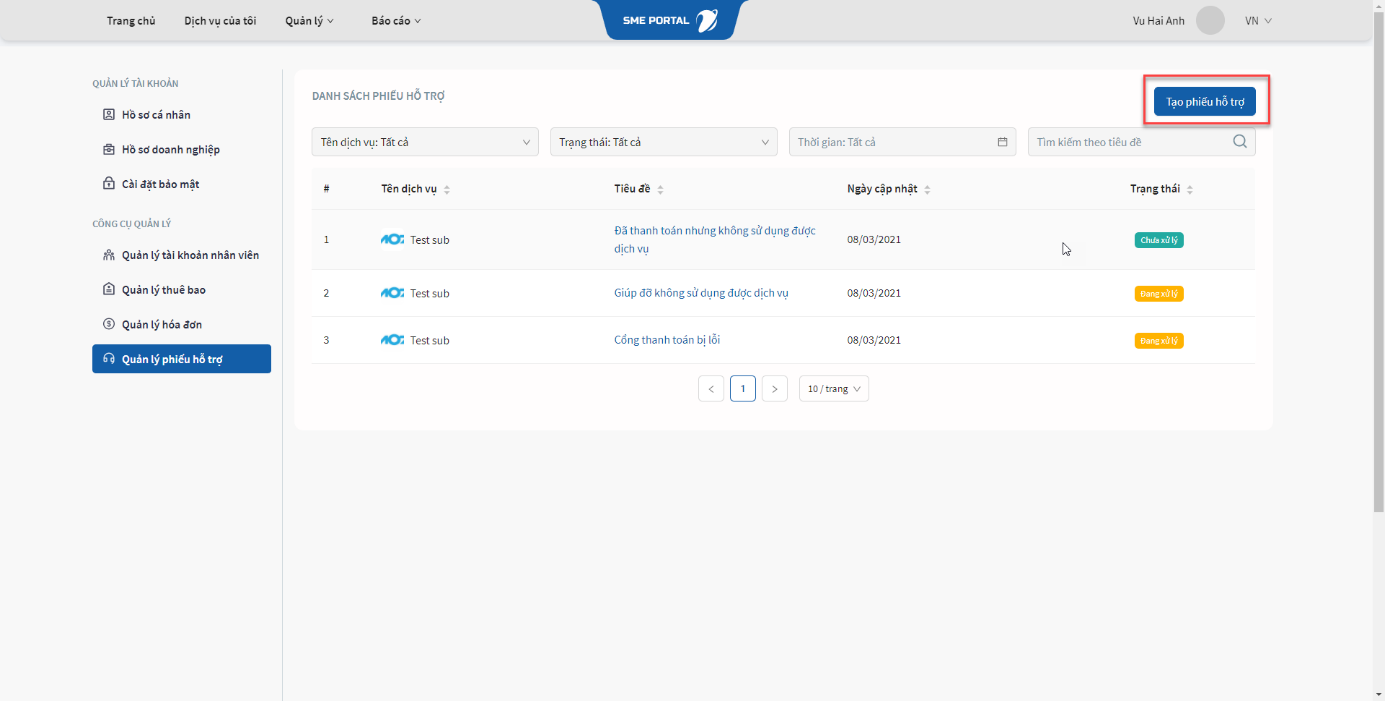 Trang chủ Dịch vụ của tôi Quản lý Báo cáo SME PORTAL Vu Hai Anh VN
QUẢN LÝ TÀI KHOẢN
Hồ sơ cá nhân
Hồ sơ doanh nghiệp
Cài đặt bảo mật
CÔNG CỤ QUẢN LÝ
Quản lý tài khoản nhân viên
Quản lý thuê bao
Quản lý hóa đơn
Quản lý phiếu hỗ trợ
DANH SÁCH PHIẾU HỖ TRỢ Tạo phiếu hỗ trợ
Tên dịch vụ: Tất cả Trạng thái: Tất cả Thời gian: Tất cả Tìm kiếm theo tiêu đề
# Tên dịch vụ Tiêu đề Ngày cập nhật Trạng thái
1 Test sub Đã thanh toán nhưng không sử dụng được
dịch vụ 08/03/2021 Chưa xử lý
2 Test sub Giúp đỡ không sử dụng được dịch vụ 08/03/2021 Đang xử lý
3 Test sub Cổng thanh toán bị lỗi 08/03/2021 Đang xử lý
< 1 > 10 / trang